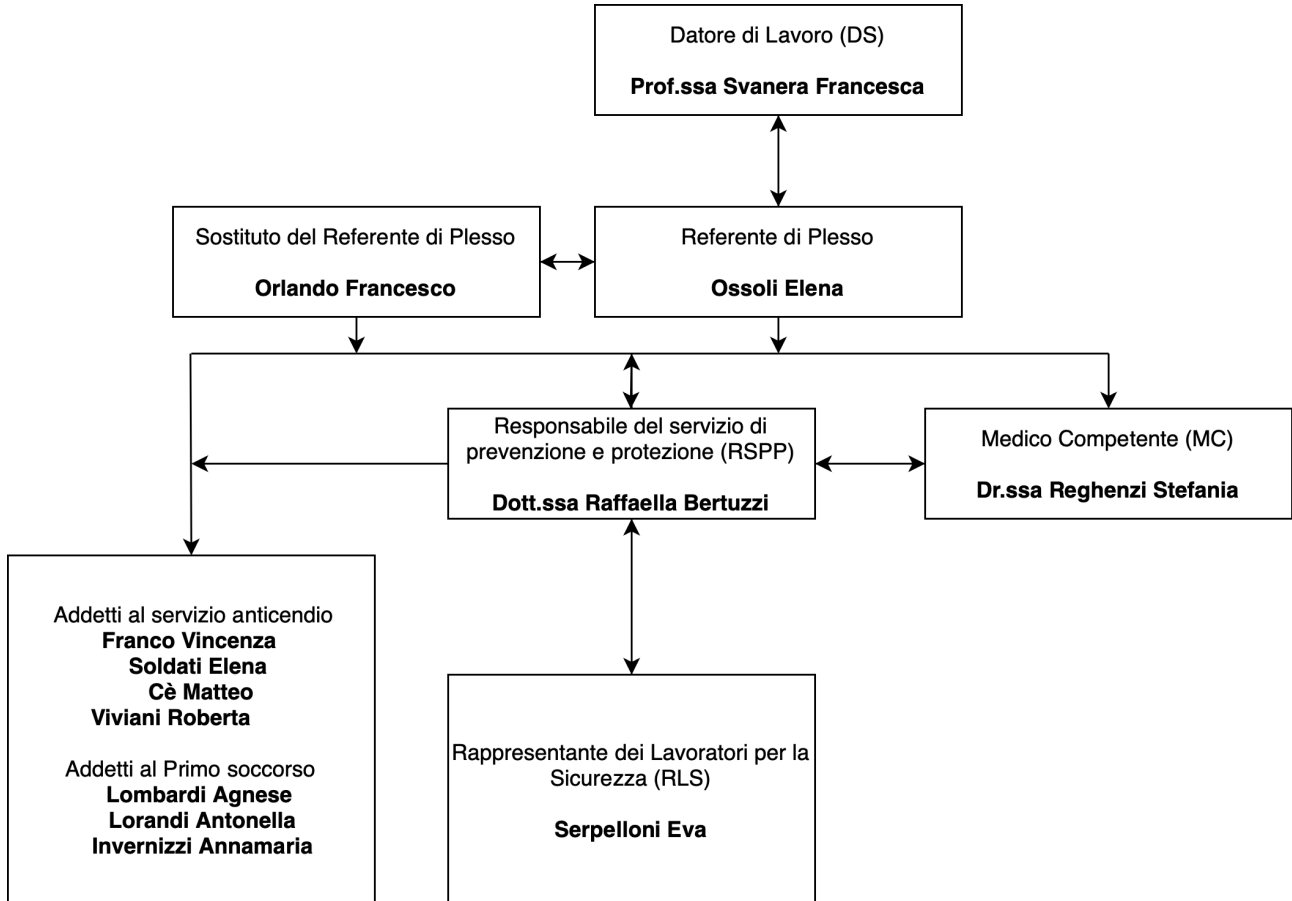 Datore di Lavoro (DS)
Prof.ssa Svanera Francesca
Sostituto del Referente di Plesso
Orlando Francesco
Referente di Plesso
Ossoli Elena
Responsabile del servizio di
prevenzione e protezione (RSPP)
Dott.ssa Raffaella Bertuzzi
Medico Competente (MC)
Dr.ssa Reghenzi Stefania
Addetti al servizio anticendio
Franco Vincenza
Soldati Elena
Cè Matteo
Viviani Roberta
Addetti al Primo soccorso
Lombardi Agnese
Lorandi Antonella
Invernizzi Annamaria
Rappresentante dei Lavoratori per la
Sicurezza (RLS)
Serpelloni Eva